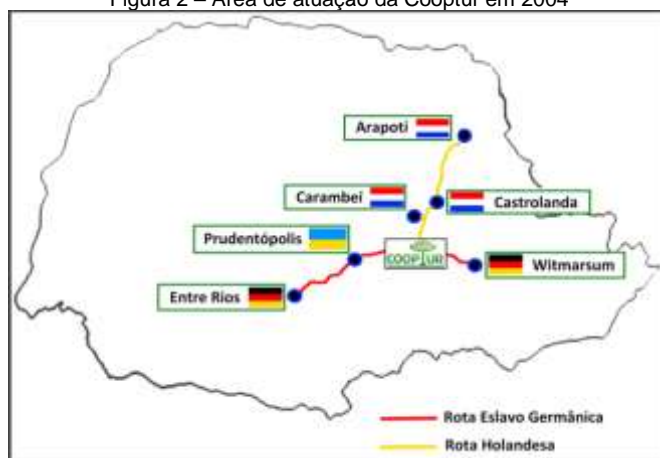 Figura 2 – Área de atuação da Cooptur em 2004
Arapoti
Carambeí
Castrolanda
Prudentópolis
COOPTUR
Witmarsum
Entre Rios
Rota Eslavo Germânica
Rota Holandesa